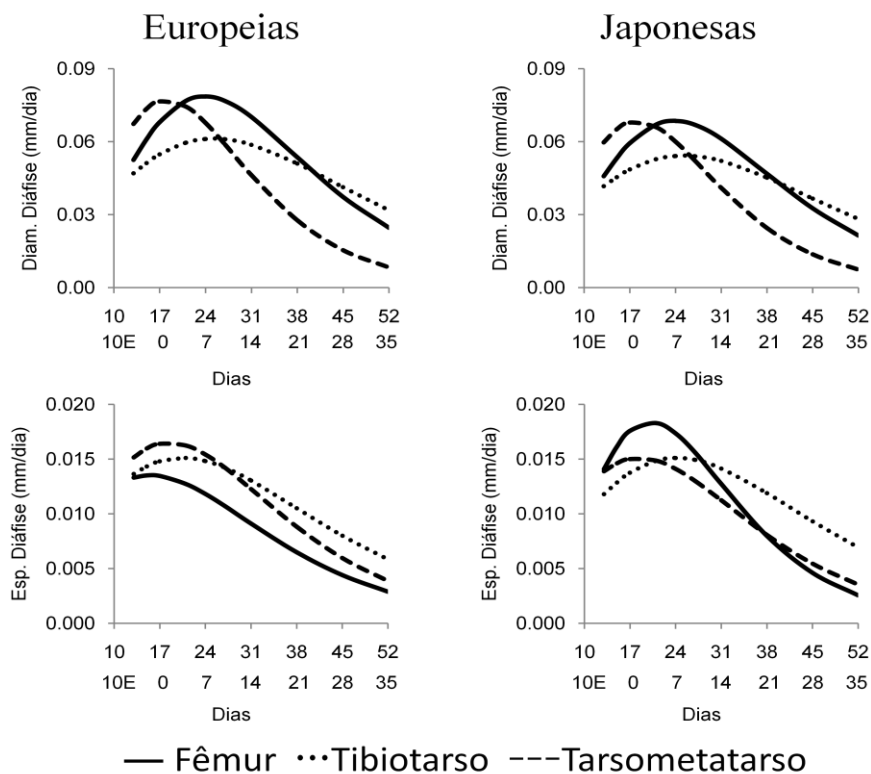 Europeias
Japonesas
Diam. Diáfise (mm/dia)
0.09
0.06
0.03
0.00
10 17 24 31 38 45 52
10E 0 7 14 21 28 35
Dias
Diam. Diáfise (mm/dia)
0.09
0.06
0.03
0.00
10 17 24 31 38 45 52
10E 0 7 14 21 28 35
Dias
Esp. Diáfise (mm/dia)
0.020
0.015
0.010
0.005
0.000
10 17 24 31 38 45 52
10E 0 7 14 21 28 35
Dias
Esp. Diáfise (mm/dia)
0.020
0.015
0.010
0.005
0.000
10 17 24 31 38 45 52
10E 0 7 14 21 28 35
Dias
Fêmur Tibiotarso Tarsometatarso